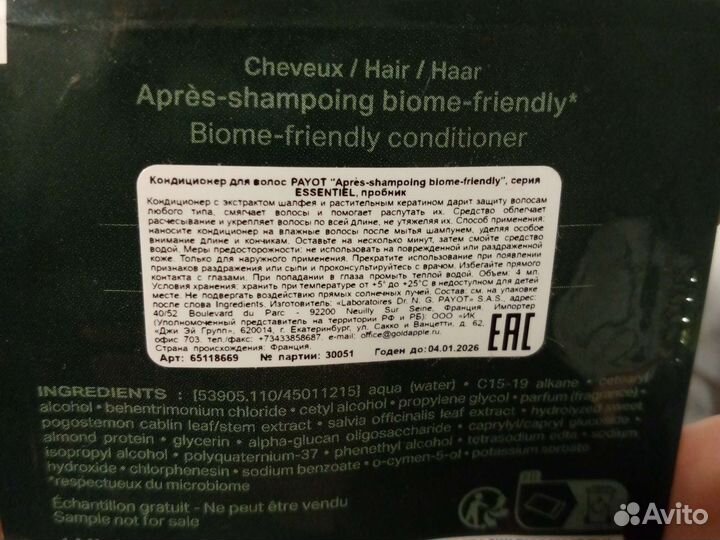 Cheveux / Hair / Haar
Après-shampoing biome-friendly*
Biome-friendly conditioner
Кондиционер для волос PAYOT "Après-shampoing biome-friendly", серия
ESSENTIEL, пробник
Кондиционер с экстрактом шалфея и растительным кератином дарит защиту волосам
любого типа, смягчает волосы и помогает распутать их. Средство облегчает
расчесывание и укрепляет волосы по всей длине, не утяжеляя их. Способ применения:
наносите кондиционер на влажные волосы после мытья шампунем, уделяя особое
внимание длине и кончикам. Оставьте на несколько минут, затем смойте средство
водой. Меры предосторожности: не использовать на поврежденной или раздраженной
коже. Только для наружного применения. Прекратите использование при появлении
признаков раздражения или сыпи и проконсультируйтесь с врачом. Избегайте прямого
контакта с глазами. При попадании в глаза промыть теплой водой. Объем: 4 мл.
Условия хранения: хранить при температуре от +5° до +25°С в недоступном для детей
месте. Не подвергать воздействию прямых солнечных лучей. Состав: см. на упаковке
после слова Ingredients. Изготовитель: «Laboratoires Dr. N. G. PAYOT» S.A.S., адрес:
40/52 Boulevard du Parc - 92200 Neuilly Sur Seine, Франция. Импортер
(Уполномоченный представитель на территории РФ и РБ): ООО «ИК
«Джи Эй Групп», 620014, г. Екатеринбург, ул. Сакко и Ванцетти, д. 62,
офис 703, тел./факс: +73433858687, e-mail: office@goldapple.ru
Страна происхождения: Франция.
EAC
Арт. 65118669 № партии: 30051 Годен до: 04.01.2026
INGREDIENTS : [53905.110/45011215] aqua (water) • C15-19 alkane • cetearyl
alcohol • behentrimonium chloride • cetyl alcohol • propylene glycol • parfum (fragrance) •
pogostemon cablin leaf/stem extract • salvia officinalis leaf extract • hydrolyzed sweet
almond protein • glycerin • alpha-glucan oligosaccharide • caprylyl/capryl glucoside •
isopropyl alcohol • polyquaternium-37 • phenethyl alcohol • tetrasodium edta • sodium
hydroxide • chlorphenesin • sodium benzoate • o-cymen-5-ol • potassium sorbate
*respectueux du microbiome
Échantillon gratuit - Ne peut être vendu
Sample not for sale
Avito